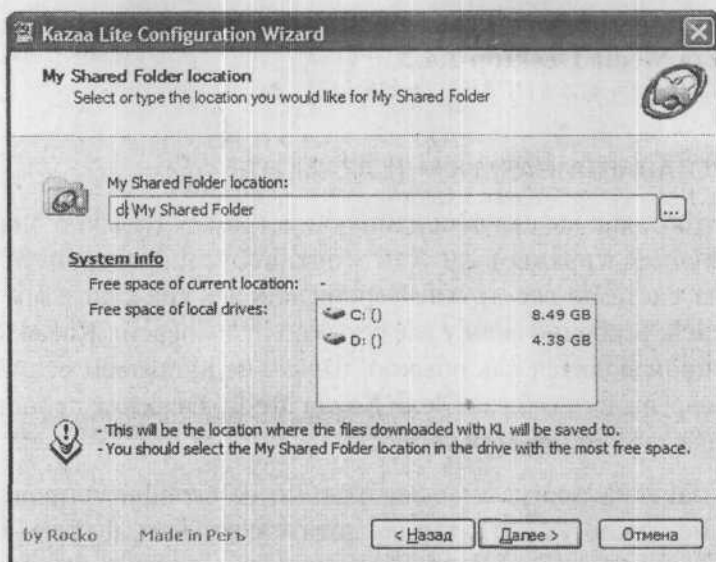 Kazaa Lite Configuration Wizard
My Shared Folder location
Select or type the location you would like for My Shared Folder
My Shared Folder location:
d:\My Shared Folder
...
System info
Free space of current location:
Free space of local drives:
C: () 8.49 GB
D: () 4.38 GB
- This will be the location where the files downloaded with KL will be saved to.
- You should select the My Shared Folder location in the drive with the most free space.
by Rocko Made in Perъ
< Назад
Далее >
Отмена